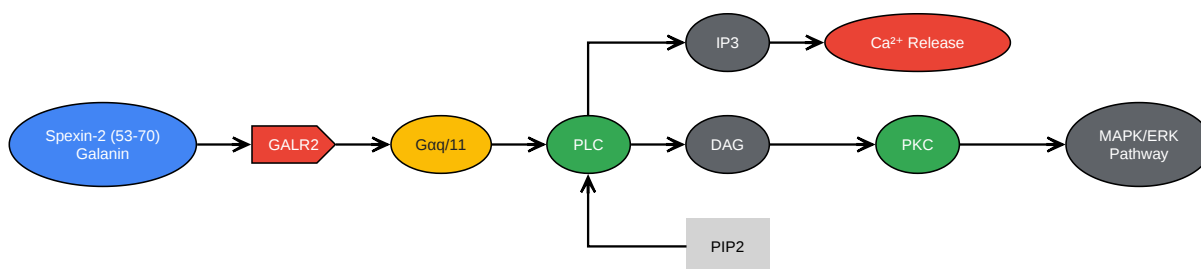 IP3
Ca²⁺ Release
Spexin-2 (53-70)
Galanin
GALR2
Gαq/11
PLC
DAG
PKC
MAPK/ERK
Pathway
PIP2